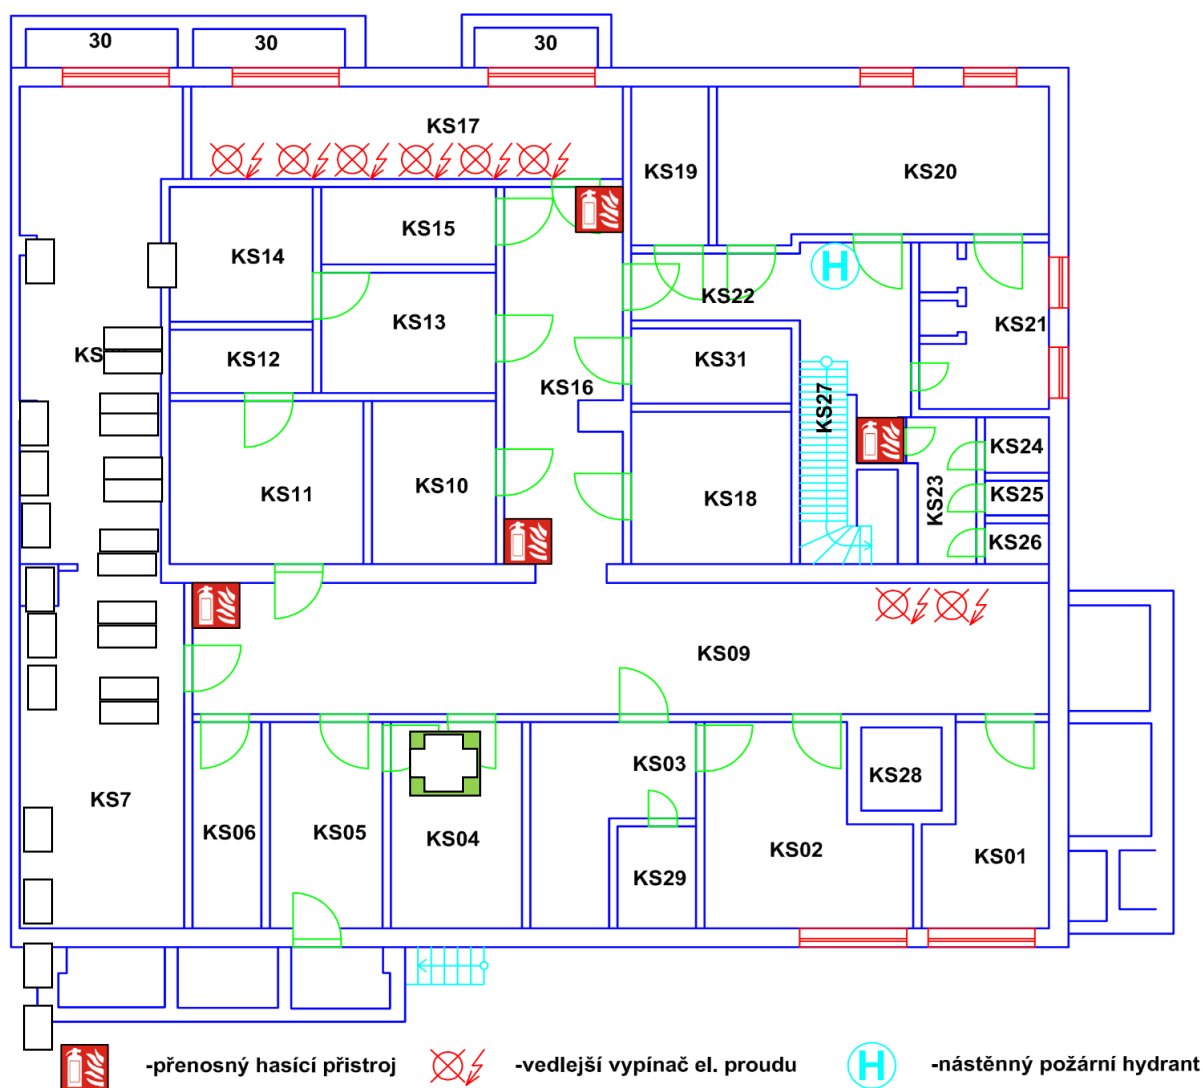 30
30
30
KS17
KS19
KS20
KS15
KS14
KS22
KS13
KS21
KS
KS12
KS31
KS16
KS27
KS24
KS11
KS10
KS18
KS23
KS25
KS26
H
KS09
KS03
KS28
KS7
KS06
KS05
KS04
KS02
KS01
KS29
-přenosný hasící přistroj
-vedlejší vypínač el. proudu
H
-nástěnný požární hydrant